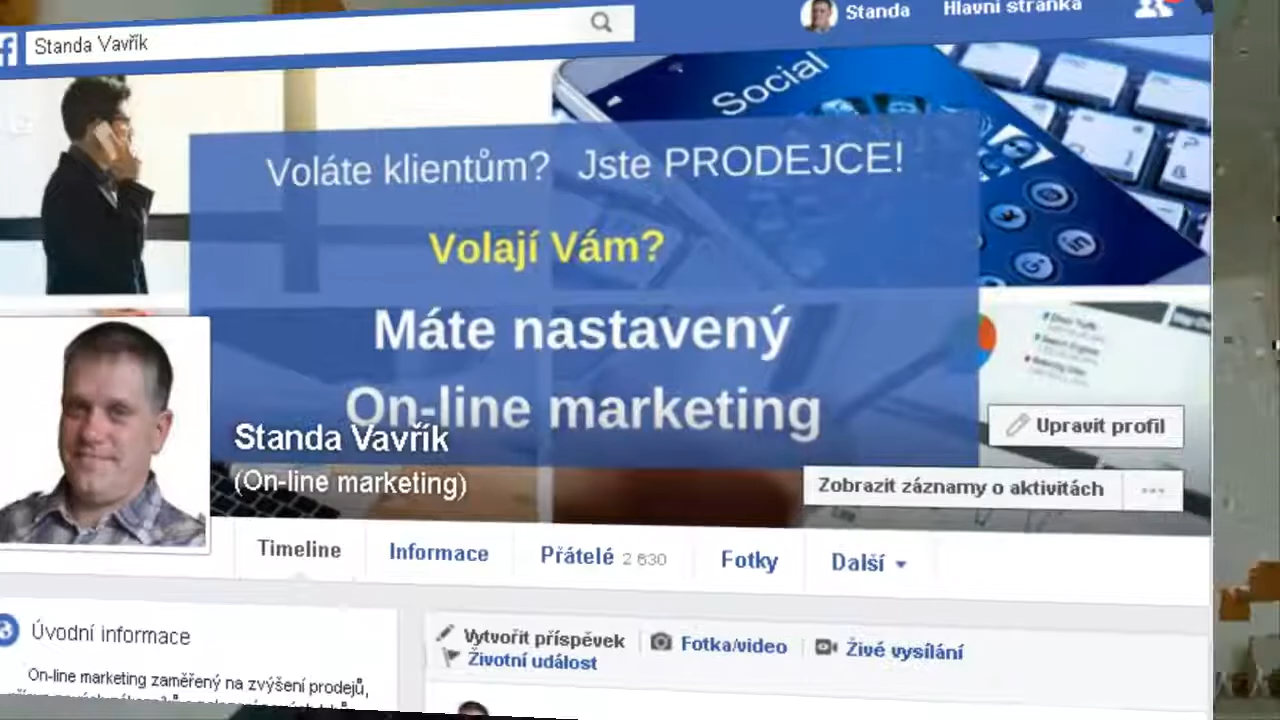 Standa Vavřík
Standa
Hlavní stránka
Social
Voláte klientům? Jste PRODEJCE!
Volají Vám?
Máte nastavený
On-line marketing
Standa Vavřík
(On-line marketing)
Upravit profil
Zobrazit záznamy o aktivitách
Timeline
Informace
Přátelé 2 630
Fotky
Další
Úvodní informace
On-line marketing zaměřený na zvýšení prodejů,
Vytvořit příspěvek
Fotka/video
Živé vysílání
Životní událost